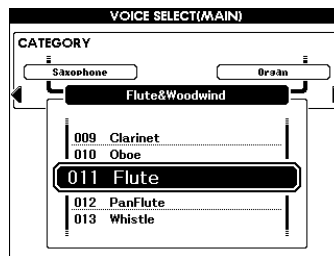 VOICE SELECT(MAIN)
CATEGORY
Saxophone Organ
Flute&Woodwind
009 Clarinet
010 Oboe
011 Flute
012 PanFlute
013 Whistle